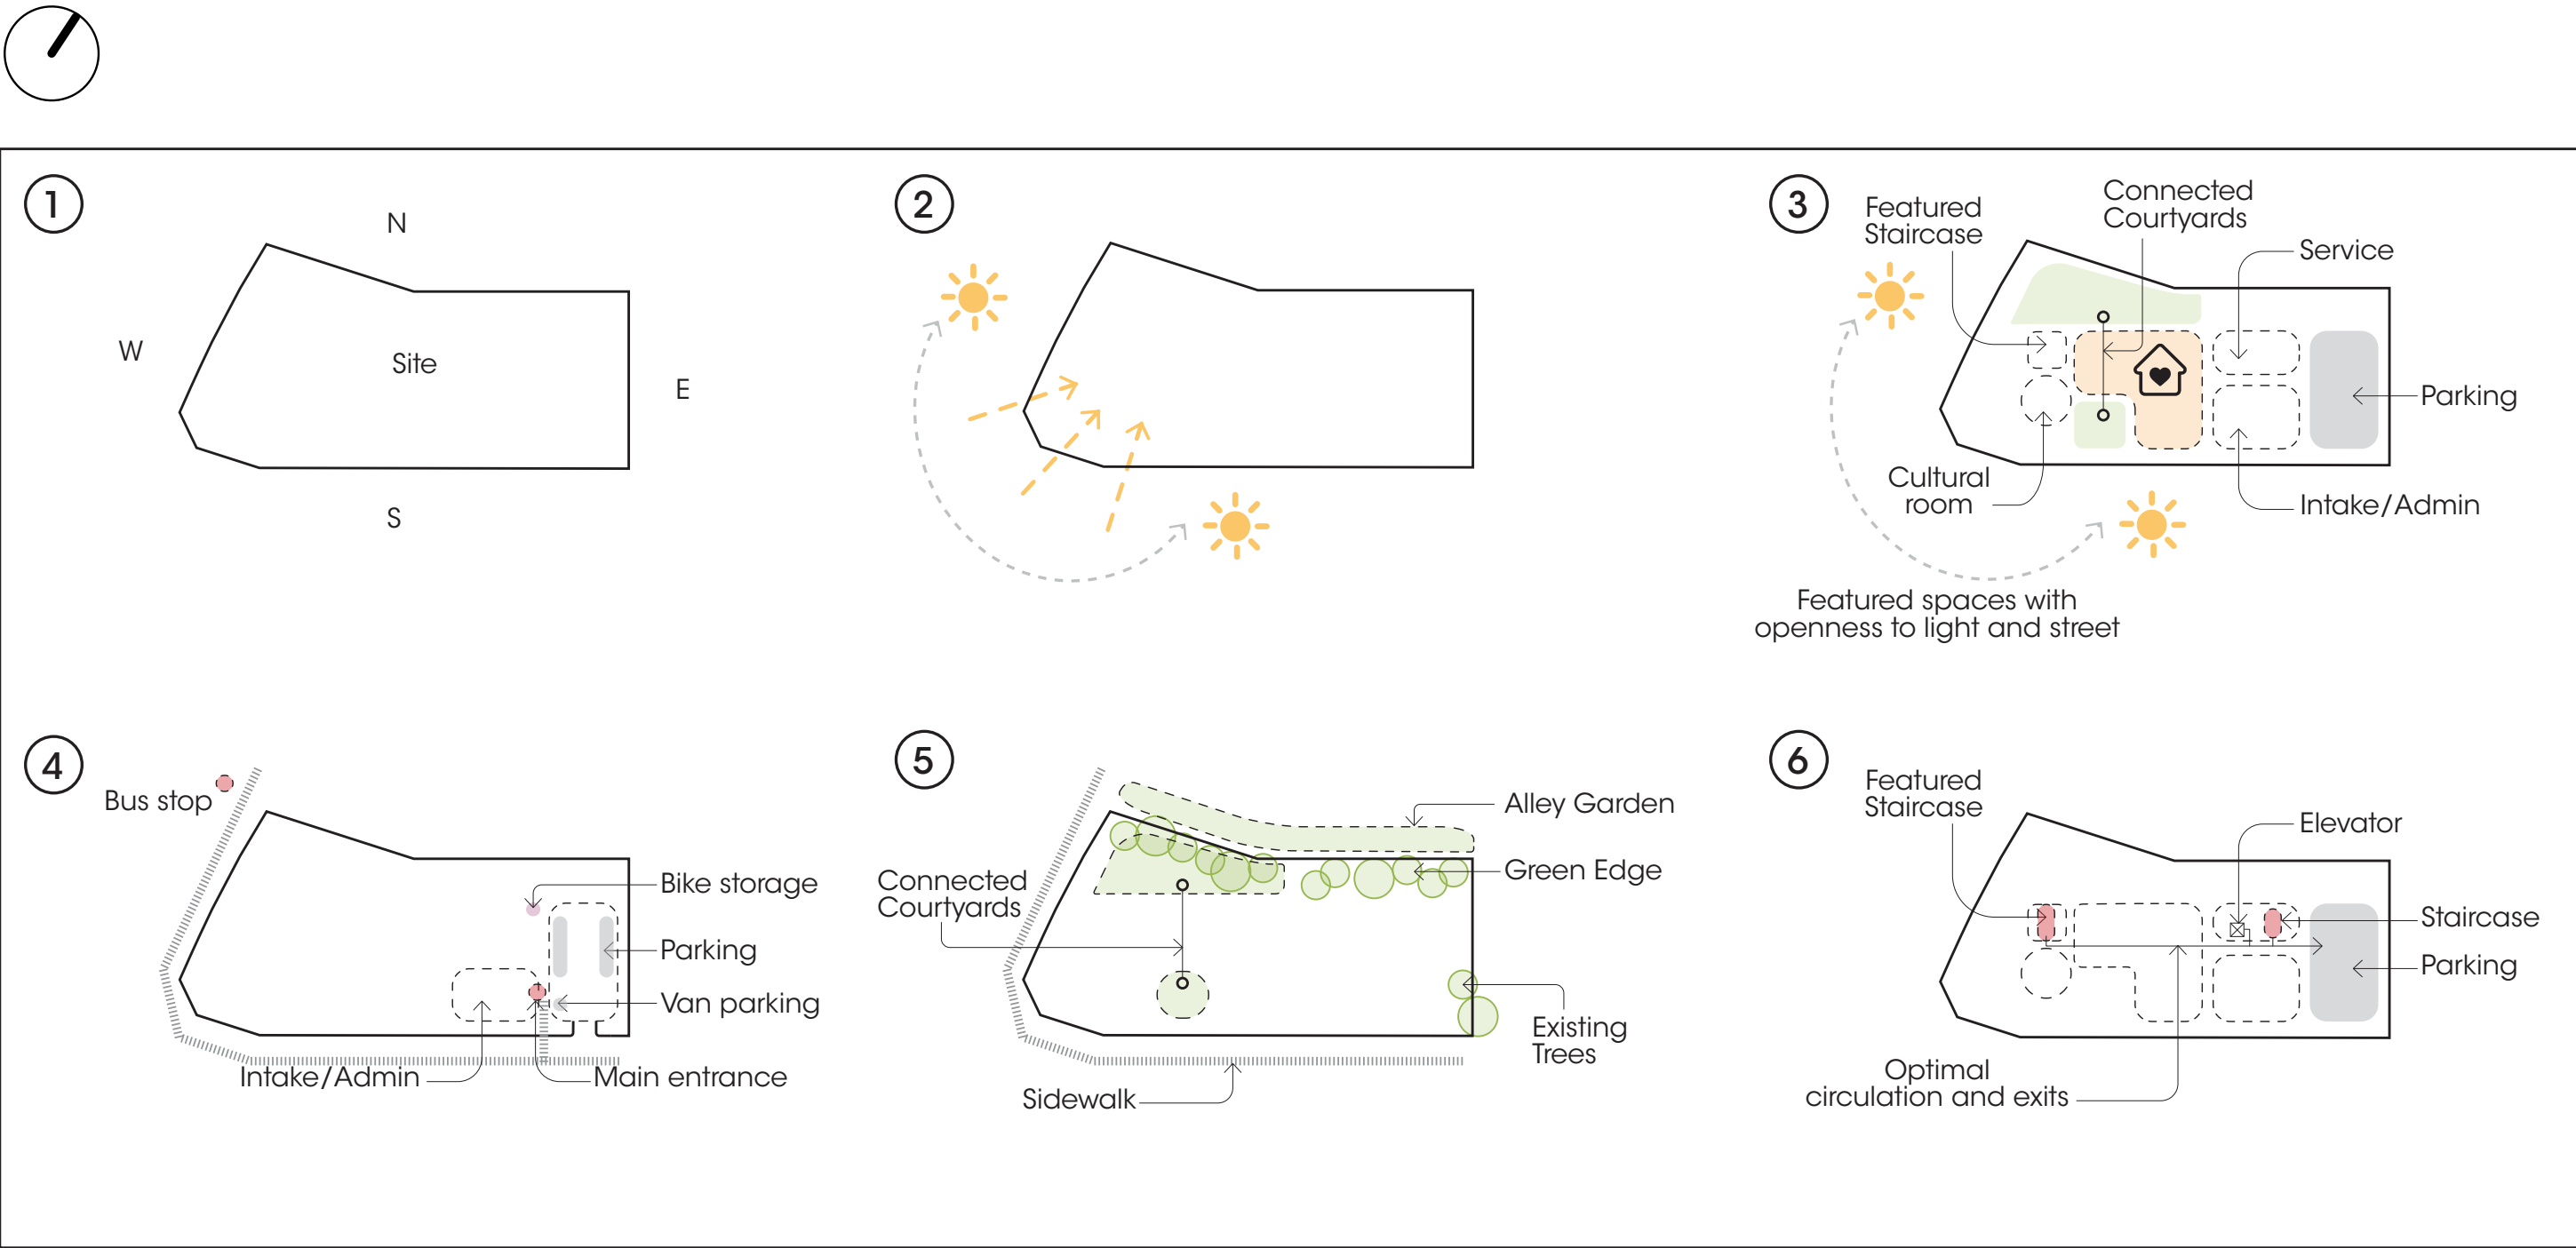 1
N
W
Site
E
S
2
3
Featured
Staircase
Connected
Courtyards
Service
Parking
Cultural
room
Intake/Admin
Featured spaces with
openness to light and street
4
Bus stop
Bike storage
Parking
Van parking
Intake/Admin
Main entrance
5
Alley Garden
Green Edge
Connected
Courtyards
Existing
Trees
Sidewalk
6
Featured
Staircase
Elevator
Staircase
Parking
Optimal
circulation and exits